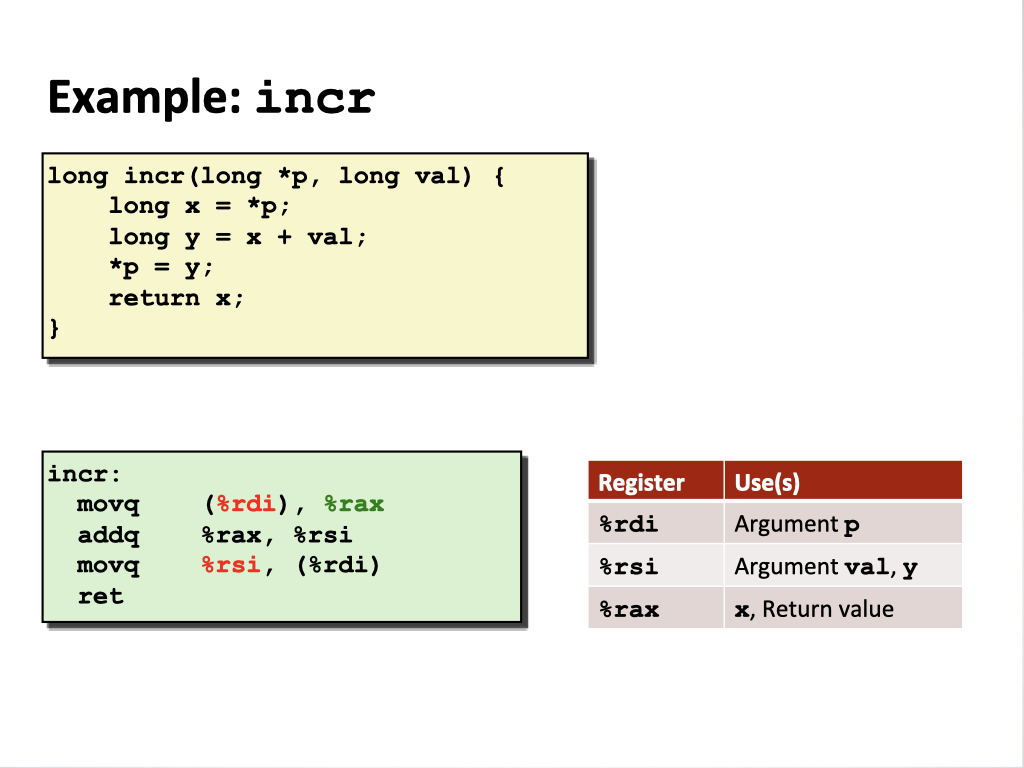 Example: incr
long incr(long *p, long val) {
    long x = *p;
    long y = x + val;
    *p = y;
    return x;
}
incr:
  movq    (%rdi), %rax
  addq    %rax, %rsi
  movq    %rsi, (%rdi)
  ret
Register Use(s)
%rdi Argument p
%rsi Argument val, y
%rax x, Return value